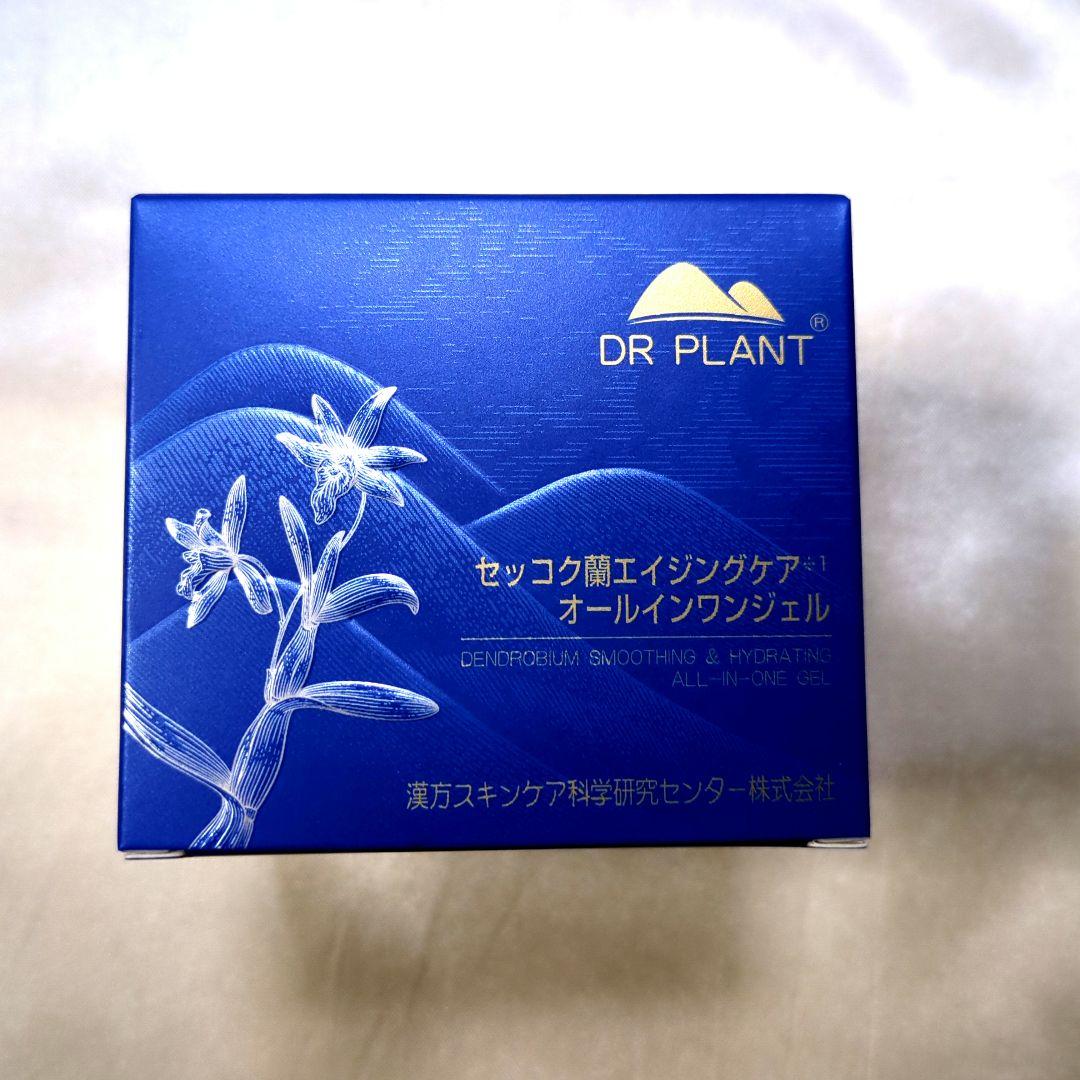 DR PLANT®
セッコク蘭エイジングケア※1
オールインワンジェル
DENDROBIUM SMOOTHING & HYDRATING
ALL-IN-ONE GEL
漢方スキンケア科学研究センター株式会社